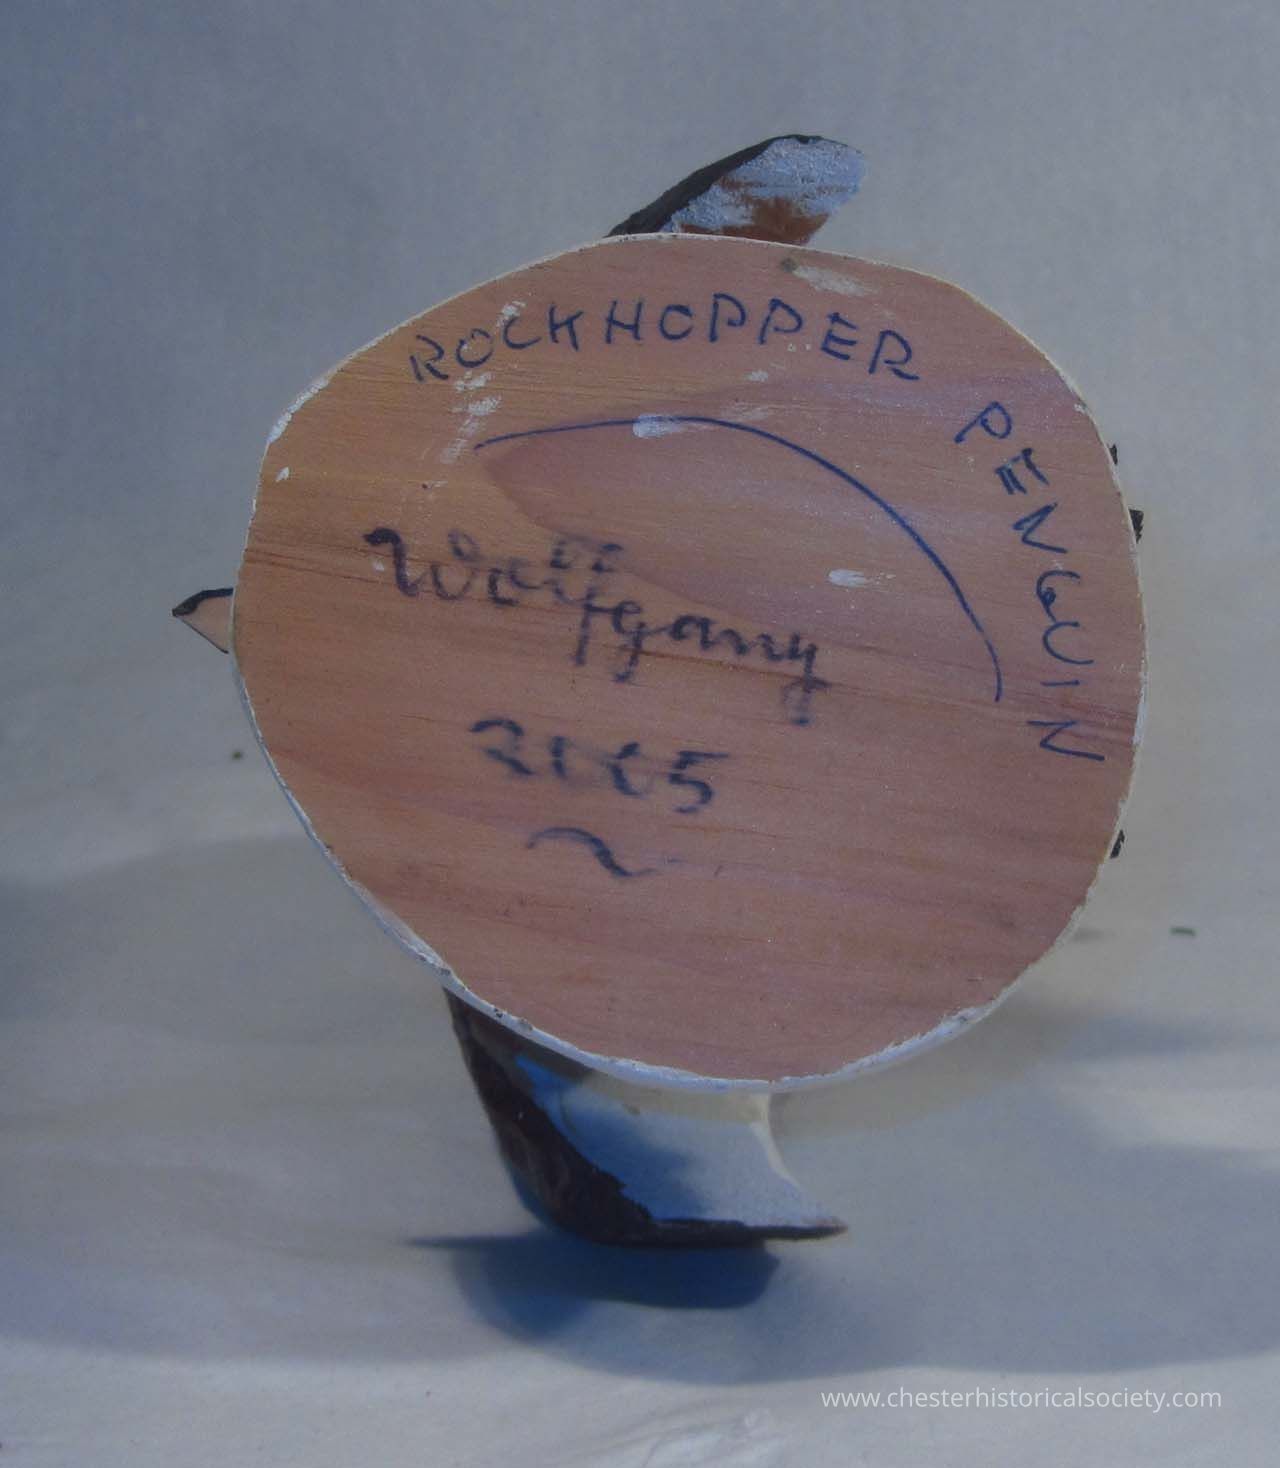 ROCKHOPPER PENGUIN
Wolfgang
2005
www.chesterhistoricalsociety.com